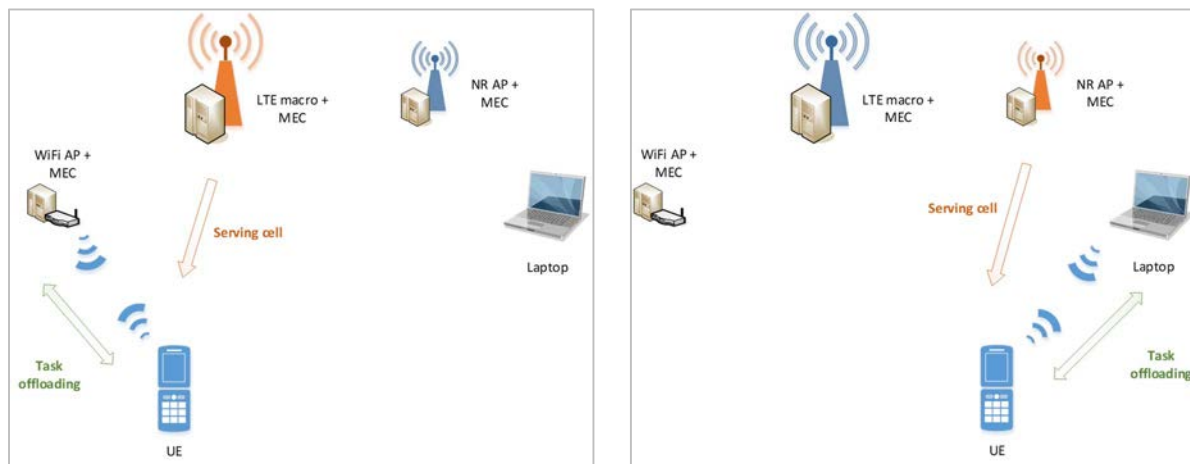 LTE macro +
MEC
NR AP +
MEC
WiFi AP +
MEC
Serving cell
Laptop
Task
offloading
UE
LTE macro +
MEC
NR AP +
MEC
WiFi AP +
MEC
Serving cell
Laptop
Task
offloading
UE